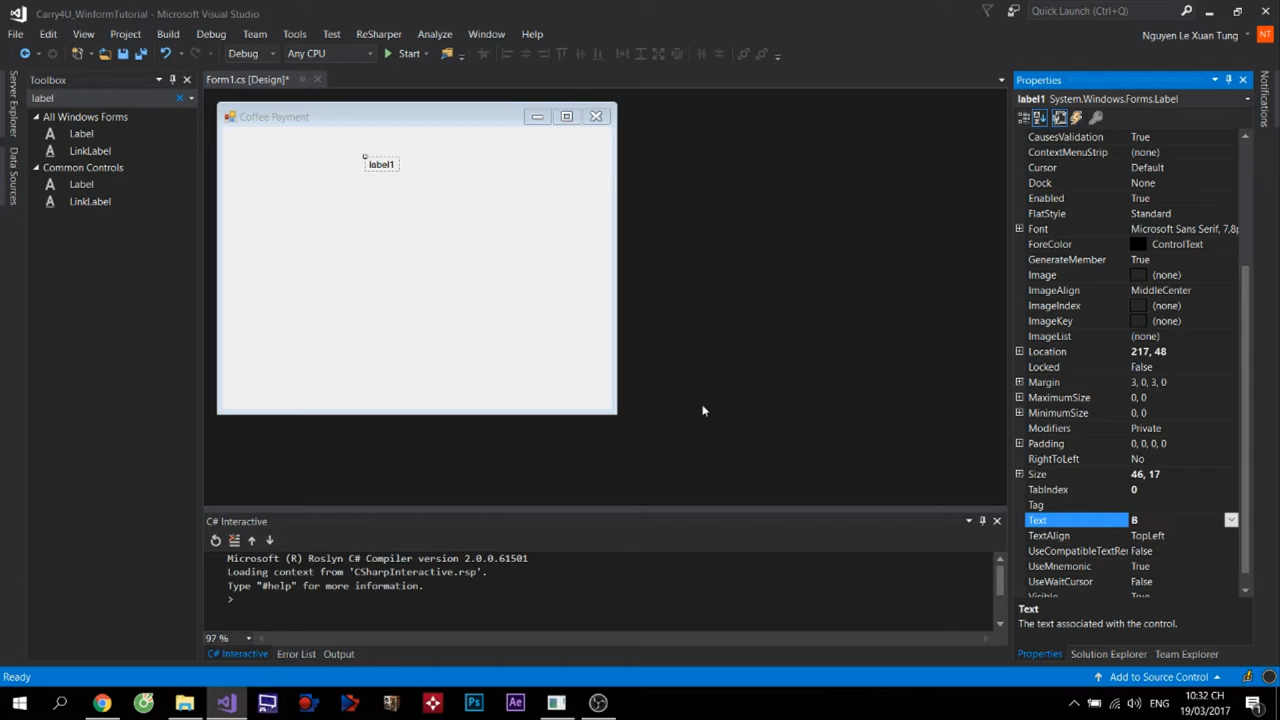 Carry4U_WinformTutorial - Microsoft Visual Studio
Quick Launch (Ctrl+Q)
File Edit View Project Build Debug Team Tools Test ReSharper Analyze Window Help
Nguyen Le Xuan Tung
NT
Debug Any CPU Start
Server Explorer
Data Sources
Toolbox
label
All Windows Forms
Label
LinkLabel
Common Controls
Label
LinkLabel
Form1.cs [Design]*
Coffee Payment
label1
C# Interactive
Microsoft (R) Roslyn C# Compiler version 2.0.0.61501
Loading context from 'CSharpInteractive.rsp'.
Type "#help" for more information.
>
97 %
C# Interactive Error List Output
Properties
label1 System.Windows.Forms.Label
CausesValidation True
ContextMenuStrip (none)
Cursor Default
Dock None
Enabled True
FlatStyle Standard
Font Microsoft Sans Serif, 7,8p
ForeColor ControlText
GenerateMember True
Image (none)
ImageAlign MiddleCenter
ImageIndex (none)
ImageKey (none)
ImageList (none)
Location 217, 48
Locked False
Margin 3, 0, 3, 0
MaximumSize 0, 0
MinimumSize 0, 0
Modifiers Private
Padding 0, 0, 0, 0
RightToLeft No
Size 46, 17
TabIndex 0
Tag
Text B
TextAlign TopLeft
UseCompatibleTextRe False
UseMnemonic True
UseWaitCursor False
Visible True
Text
The text associated with the control.
Properties Solution Explorer Team Explorer
Notifications
Ready
Add to Source Control
Ps
Ae
ENG
10:32 CH
19/03/2017